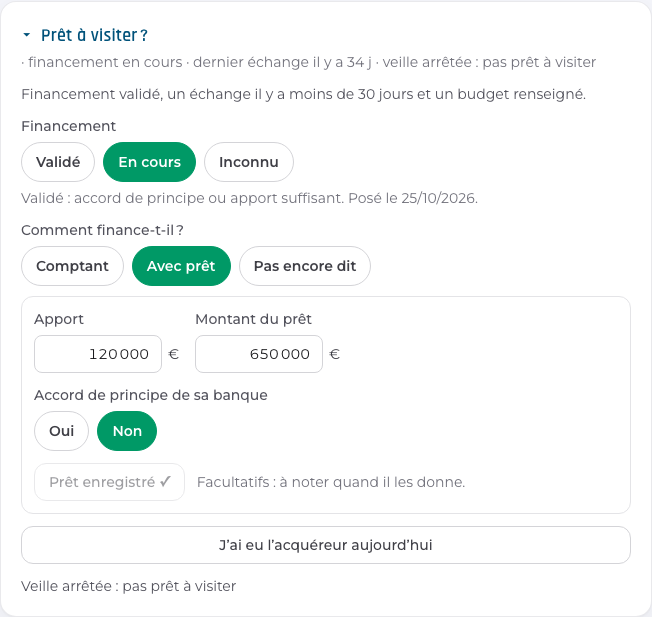 Prêt à visiter ?
· financement en cours · dernier échange il y a 34 j · veille arrêtée : pas prêt à visiter
Financement validé, un échange il y a moins de 30 jours et un budget renseigné.
Financement
Validé En cours Inconnu
Validé : accord de principe ou apport suffisant. Posé le 25/10/2026.
Comment finance-t-il ?
Comptant Avec prêt Pas encore dit
Apport Montant du prêt
120 000 € 650 000 €
Accord de principe de sa banque
Oui Non
Prêt enregistré ✓ Facultatifs : à noter quand il les donne.
J’ai eu l’acquéreur aujourd’hui
Veille arrêtée : pas prêt à visiter